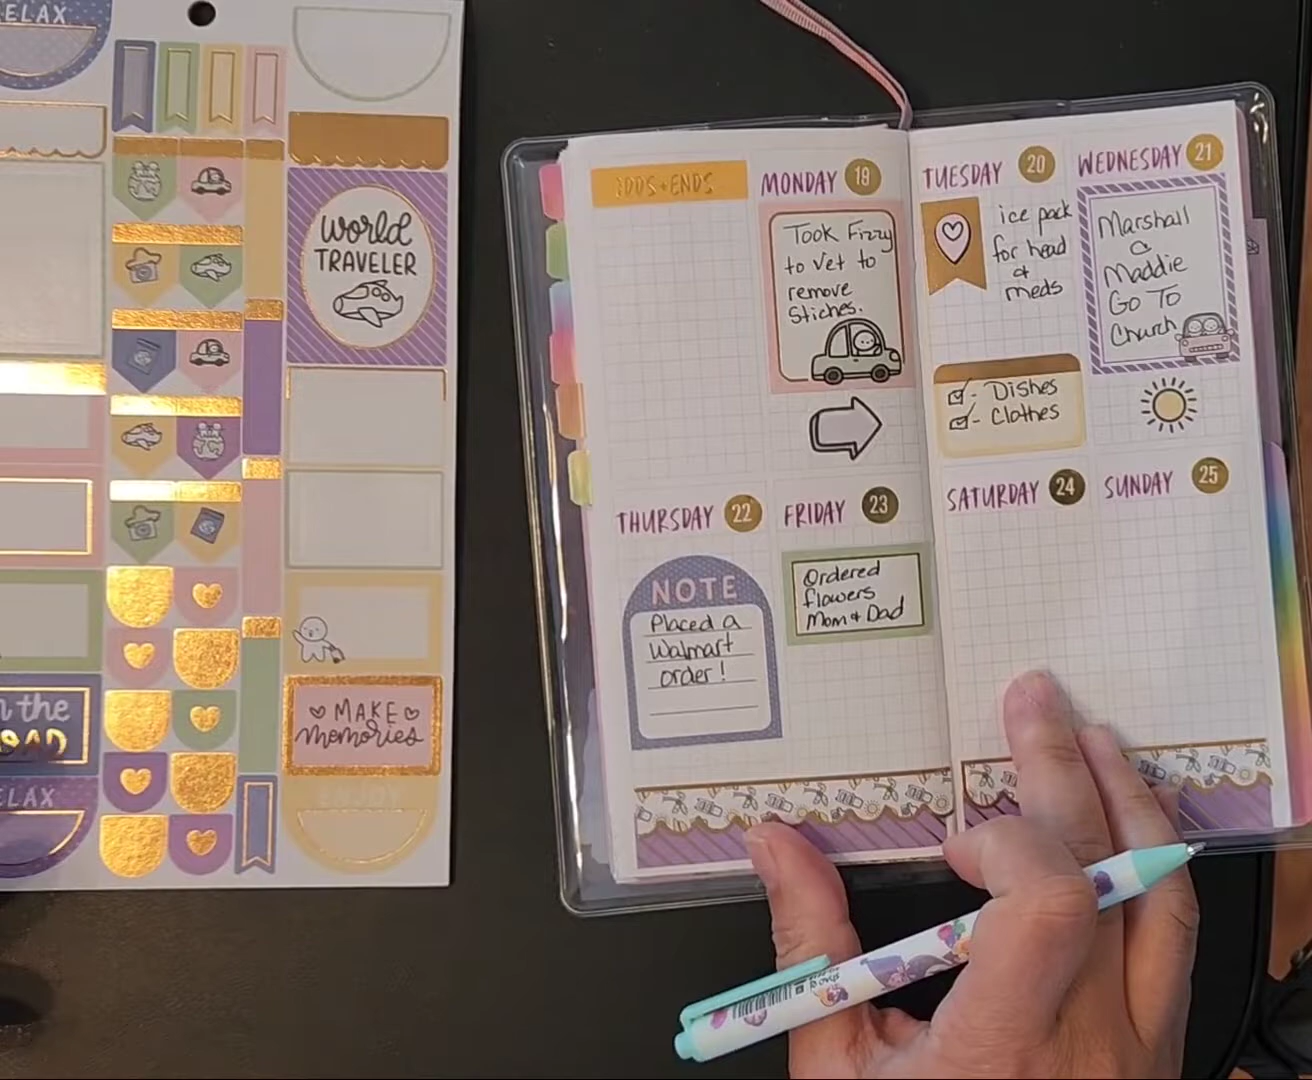 ELAX
World
TRAVELER
MAKE
memories
n the
OAD
ELAX
ENJOY
ODDS + ENDS
MONDAY 19
Took Fizzy
to vet to
remove
Stiches.
TUESDAY 20
ice pack
for head
&
meds
- Dishes
- Clothes
WEDNESDAY 21
Marshall
&
Maddie
Go To
Church
THURSDAY 22
NOTE
Placed a
Walmart
order!
FRIDAY 23
Ordered
flowers
Mom & Dad
SATURDAY 24
SUNDAY 25